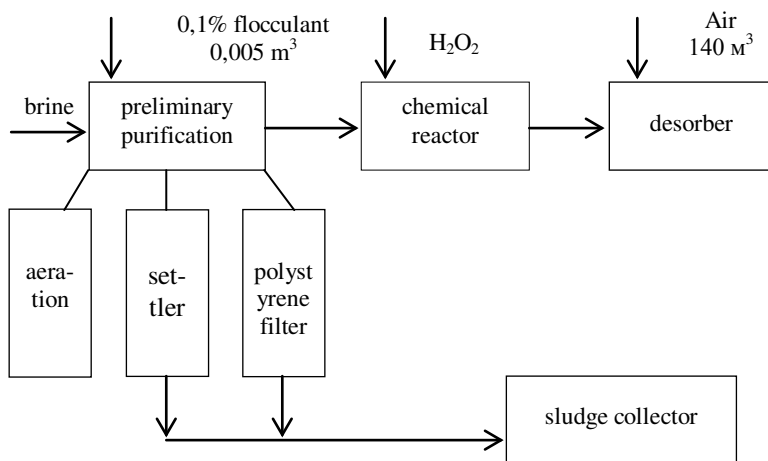 0,1% flocculant
0,005 m³
H₂O₂
Air
140 м³
brine
preliminary
purification
chemical
reactor
desorber
aera-
tion
set-
tler
polyst
yrene
filter
sludge collector